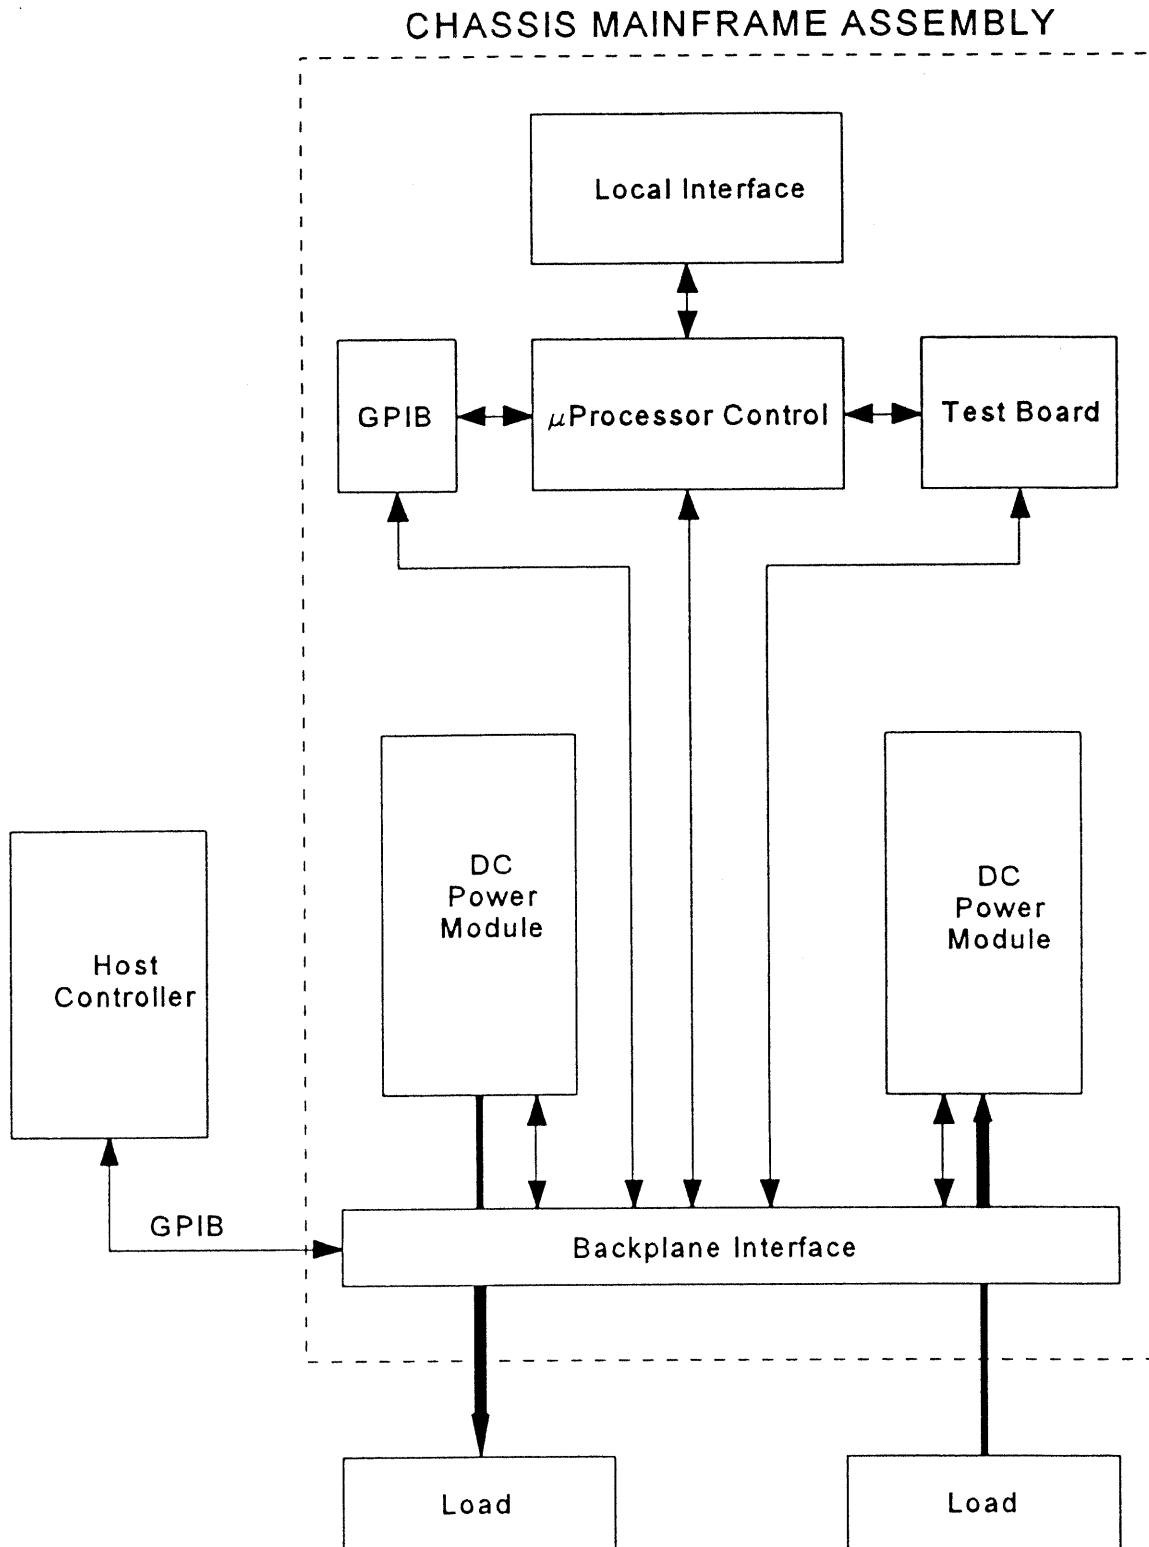 CHASSIS MAINFRAME ASSEMBLY
Local Interface
GPIB
μProcessor Control
Test Board
DC
Power
Module
DC
Power
Module
Host
Controller
GPIB
Backplane Interface
Load
Load